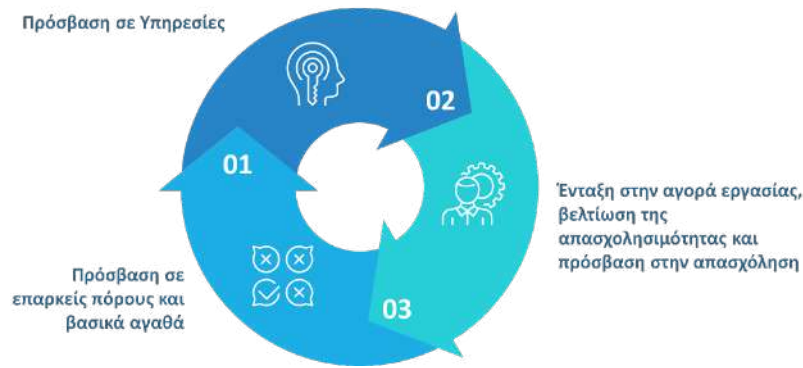 Πρόσβαση σε Υπηρεσίες
02
01
Ένταξη στην αγορά εργασίας,
βελτίωση της
απασχολησιμότητας και
πρόσβαση στην απασχόληση
Πρόσβαση σε
επαρκείς πόρους και
βασικά αγαθά
03